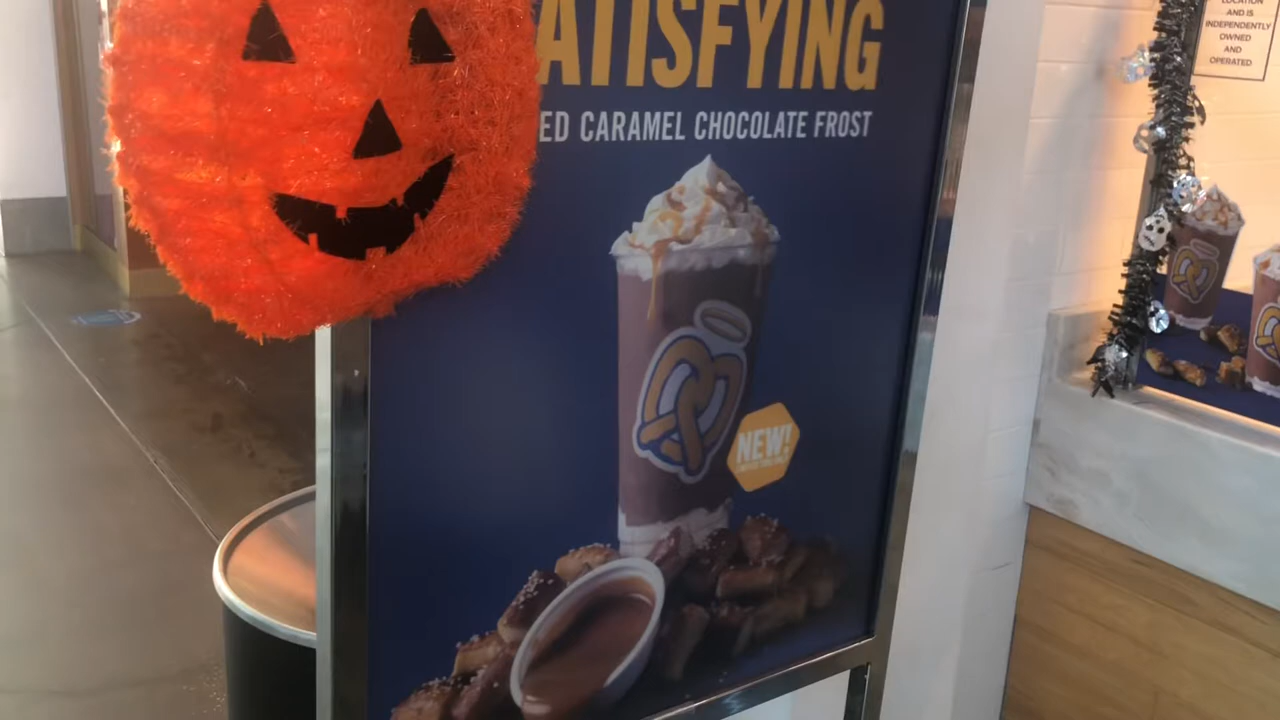 ATISFYING
ED CARAMEL CHOCOLATE FROST
NEW!
LOCATION
AND IS
INDEPENDENTLY
OWNED
AND
OPERATED